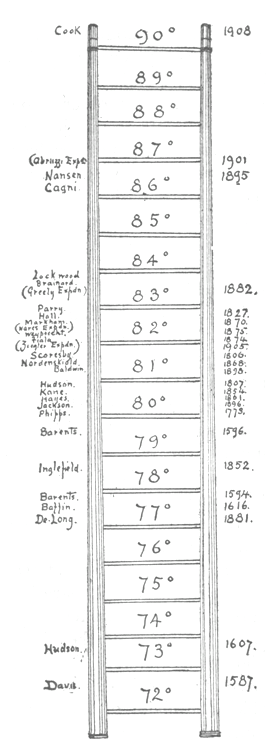 Cook 90° 1908
89°
88°
87°
(Abruzzi Expe 1901
Nansen 1895
Cagni. 86°
85°
84°
Lockwood
Brainard.
(Greely Expdn) 83° 1882.
Parry. 1827.
Hall. 1870.
Markham. 1875.
(Nares Expdn.) 82°
Weyprecht. 1874.
Fiala. 1905.
(Ziegler Expdn.)
Scoresby. 1806.
Nordenskiold. 81° 1868.
Baldwin. 1898.
Hudson. 1807.
Kane. 1854.
Hayes. 80° 1861.
Jackson. 1896.
Phipps. 773.
Barents. 79° 1596.
Inglefield. 78° 1852.
Barents. 1594.
Baffin. 77° 1616.
De Long. 1881.
76°
75°
74°
Hudson. 73° 1607.
Davis. 72° 1587.